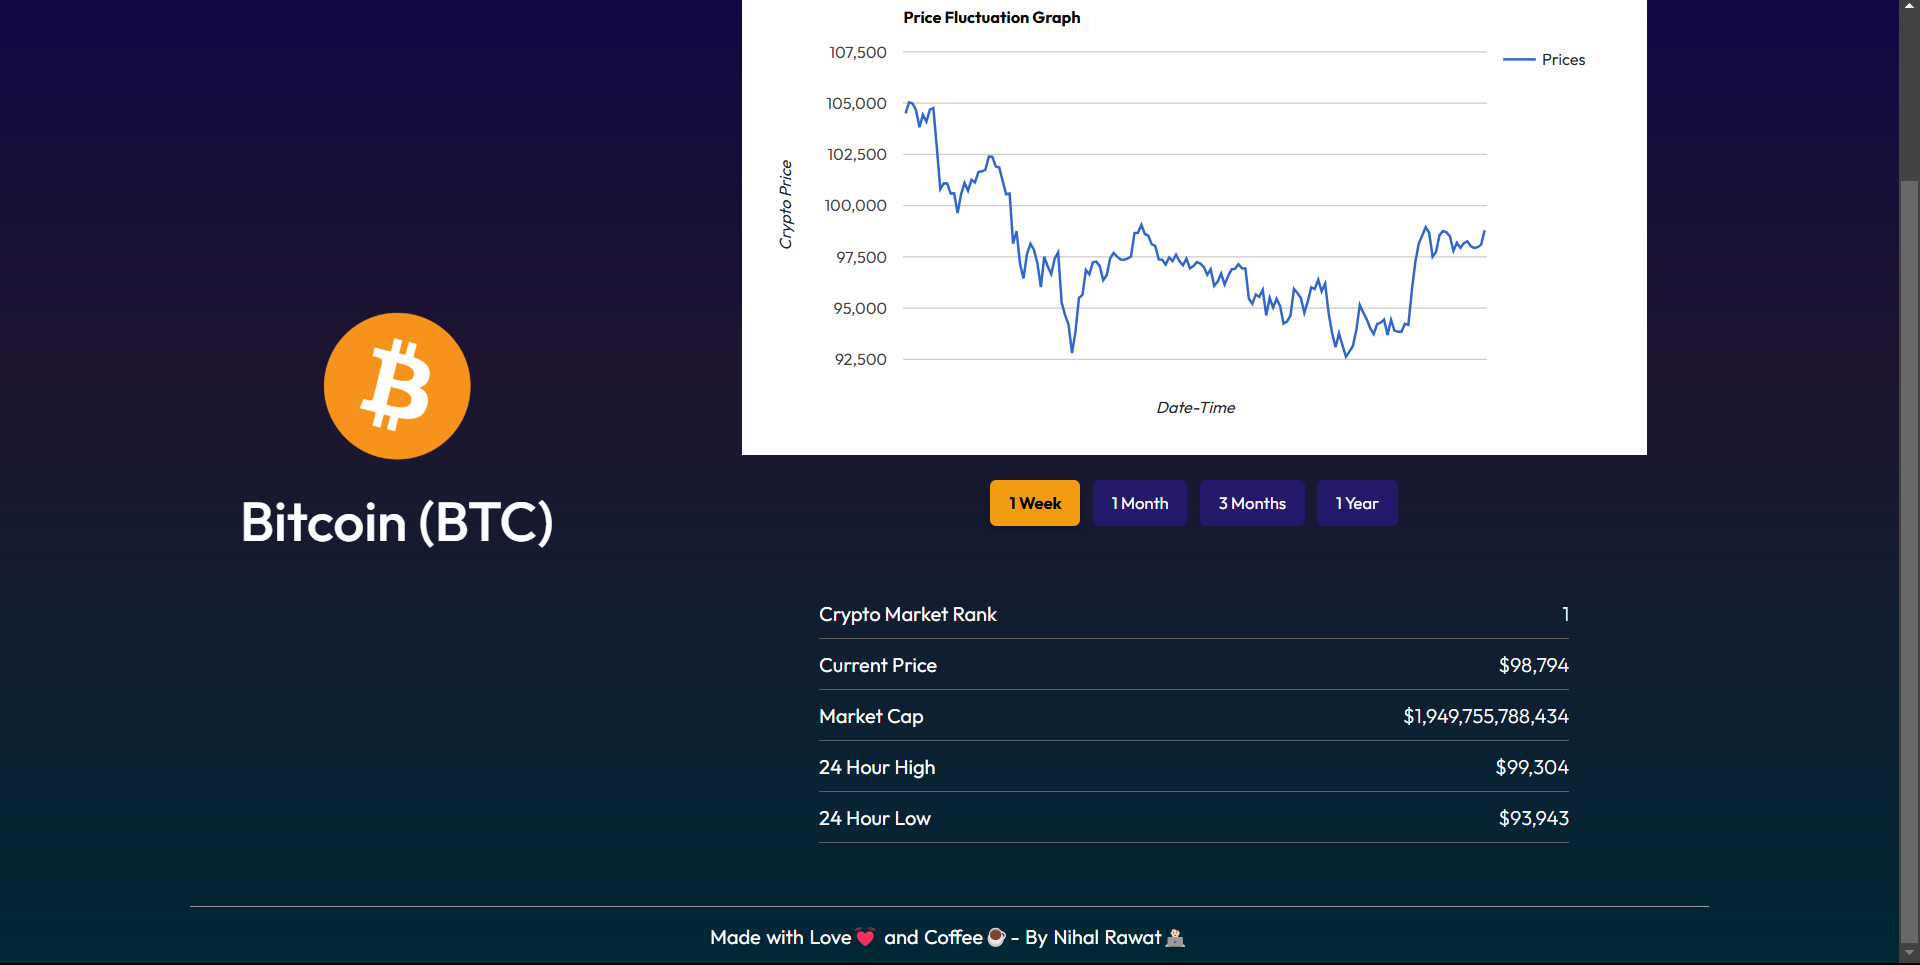 Price Fluctuation Graph
107,500
105,000
102,500
100,000
97,500
95,000
92,500
Crypto Price
Date-Time
Prices
Bitcoin (BTC)
1 Week
1 Month
3 Months
1 Year
Crypto Market Rank 1
Current Price $98,794
Market Cap $1,949,755,788,434
24 Hour High $99,304
24 Hour Low $93,943
Made with Love💓 and Coffee☕ - By Nihal Rawat👨🏻‍💻